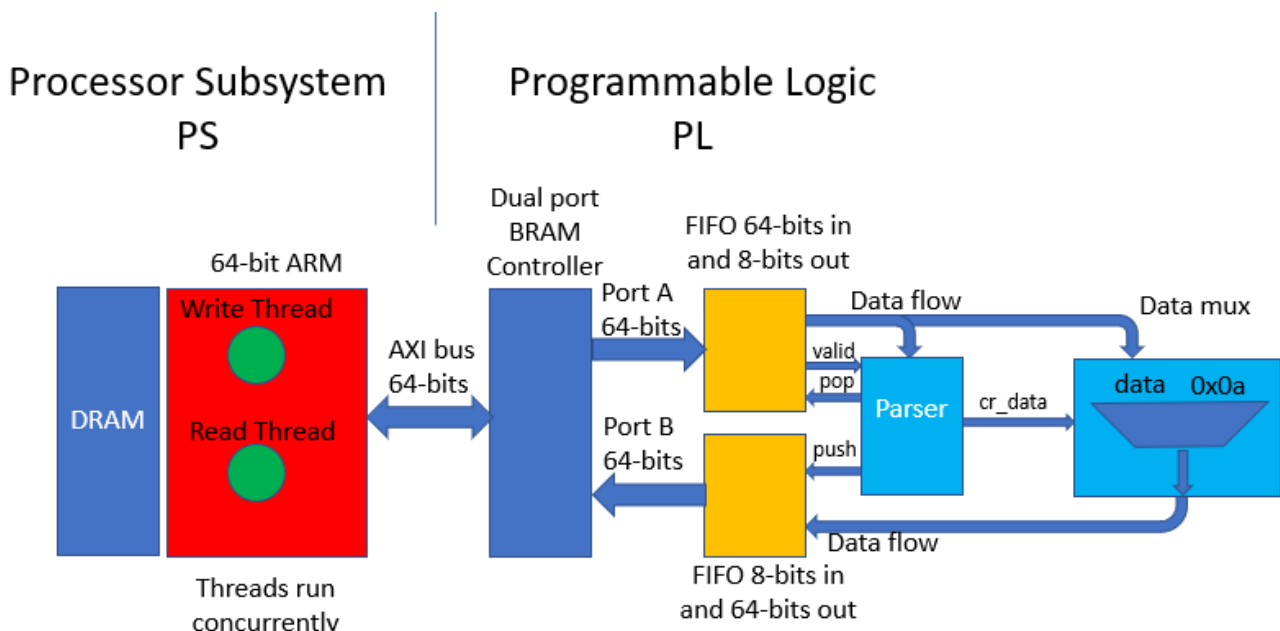 Processor Subsystem
PS
Programmable Logic
PL
Dual port
BRAM
Controller
FIFO 64-bits in
and 8-bits out
64-bit ARM
Write Thread
Read Thread
DRAM
AXI bus
64-bits
Port A
64-bits
Port B
64-bits
Data flow
Data mux
valid
pop
Parser
push
cr_data
data 0x0a
Data flow
FIFO 8-bits in
and 64-bits out
Threads run
concurrently